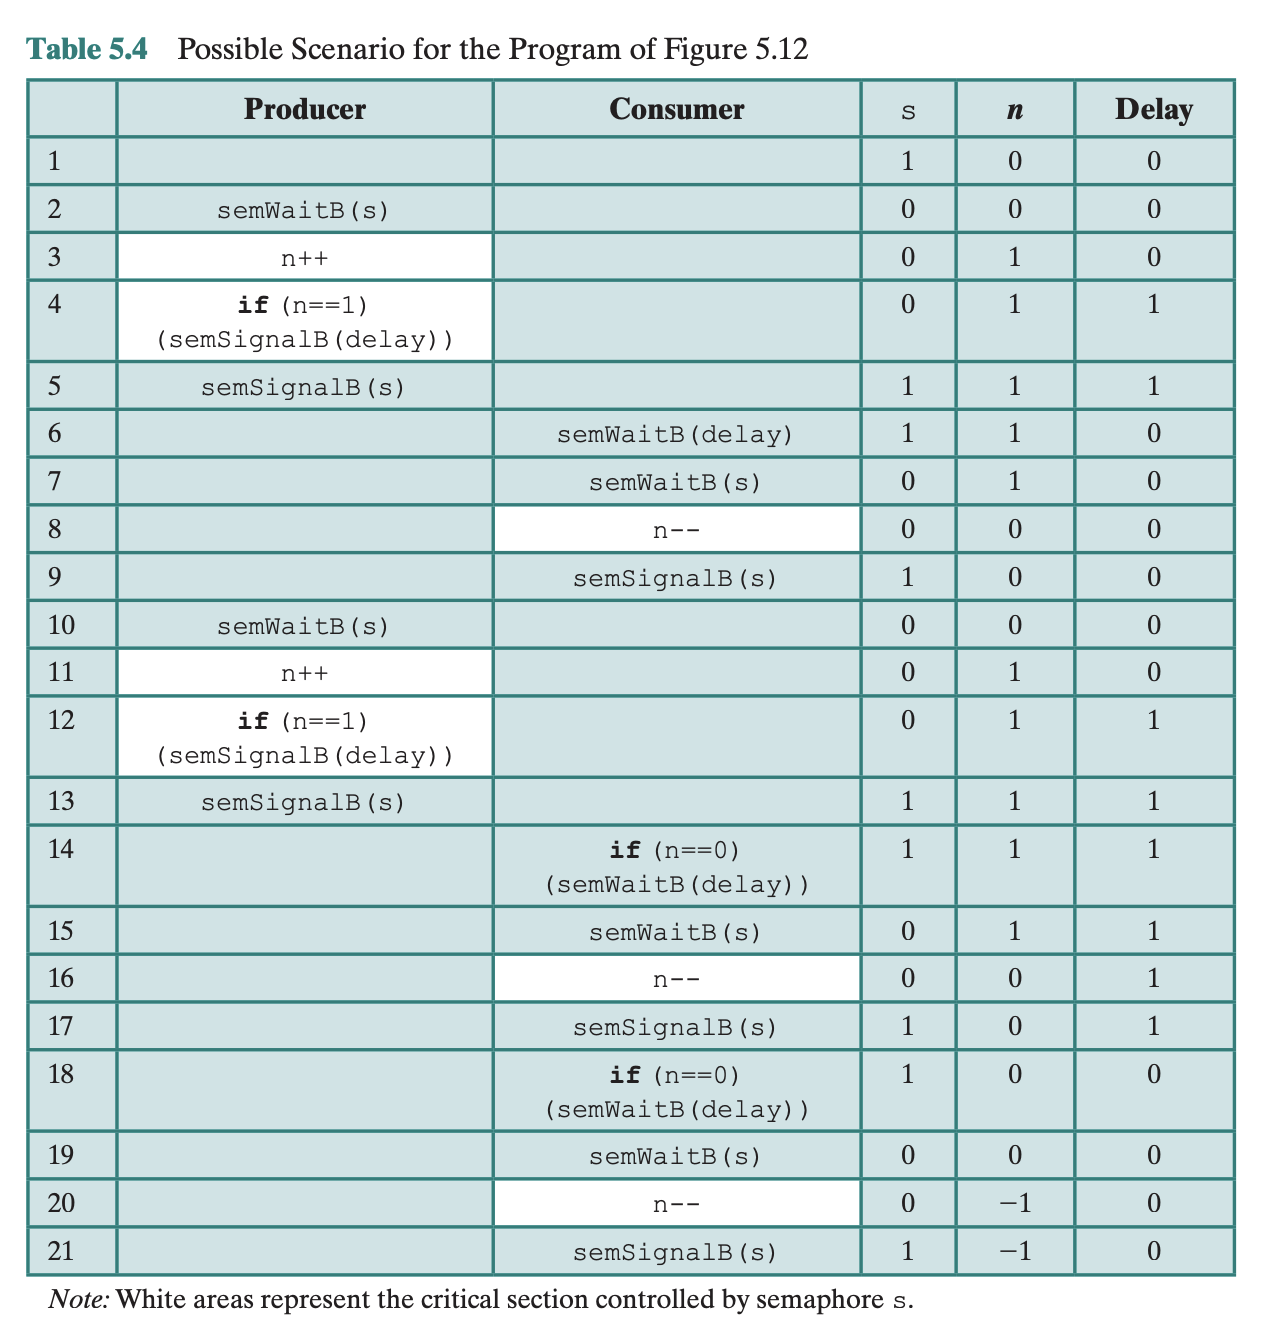 Table 5.4 Possible Scenario for the Program of Figure 5.12
Producer Consumer s n Delay
1 1 0 0
2 semWaitB(s) 0 0 0
3 n++ 0 1 0
4 if (n==1) 0 1 1
(semSignalB(delay))
5 semSignalB(s) 1 1 1
6 semWaitB(delay) 1 1 0
7 semWaitB(s) 0 1 0
8 n-- 0 0 0
9 semSignalB(s) 1 0 0
10 semWaitB(s) 0 0 0
11 n++ 0 1 0
12 if (n==1) 0 1 1
(semSignalB(delay))
13 semSignalB(s) 1 1 1
14 if (n==0) 1 1 1
(semWaitB(delay))
15 semWaitB(s) 0 1 1
16 n-- 0 0 1
17 semSignalB(s) 1 0 1
18 if (n==0) 1 0 0
(semWaitB(delay))
19 semWaitB(s) 0 0 0
20 n-- 0 −1 0
21 semSignalB(s) 1 −1 0
Note: White areas represent the critical section controlled by semaphore s.